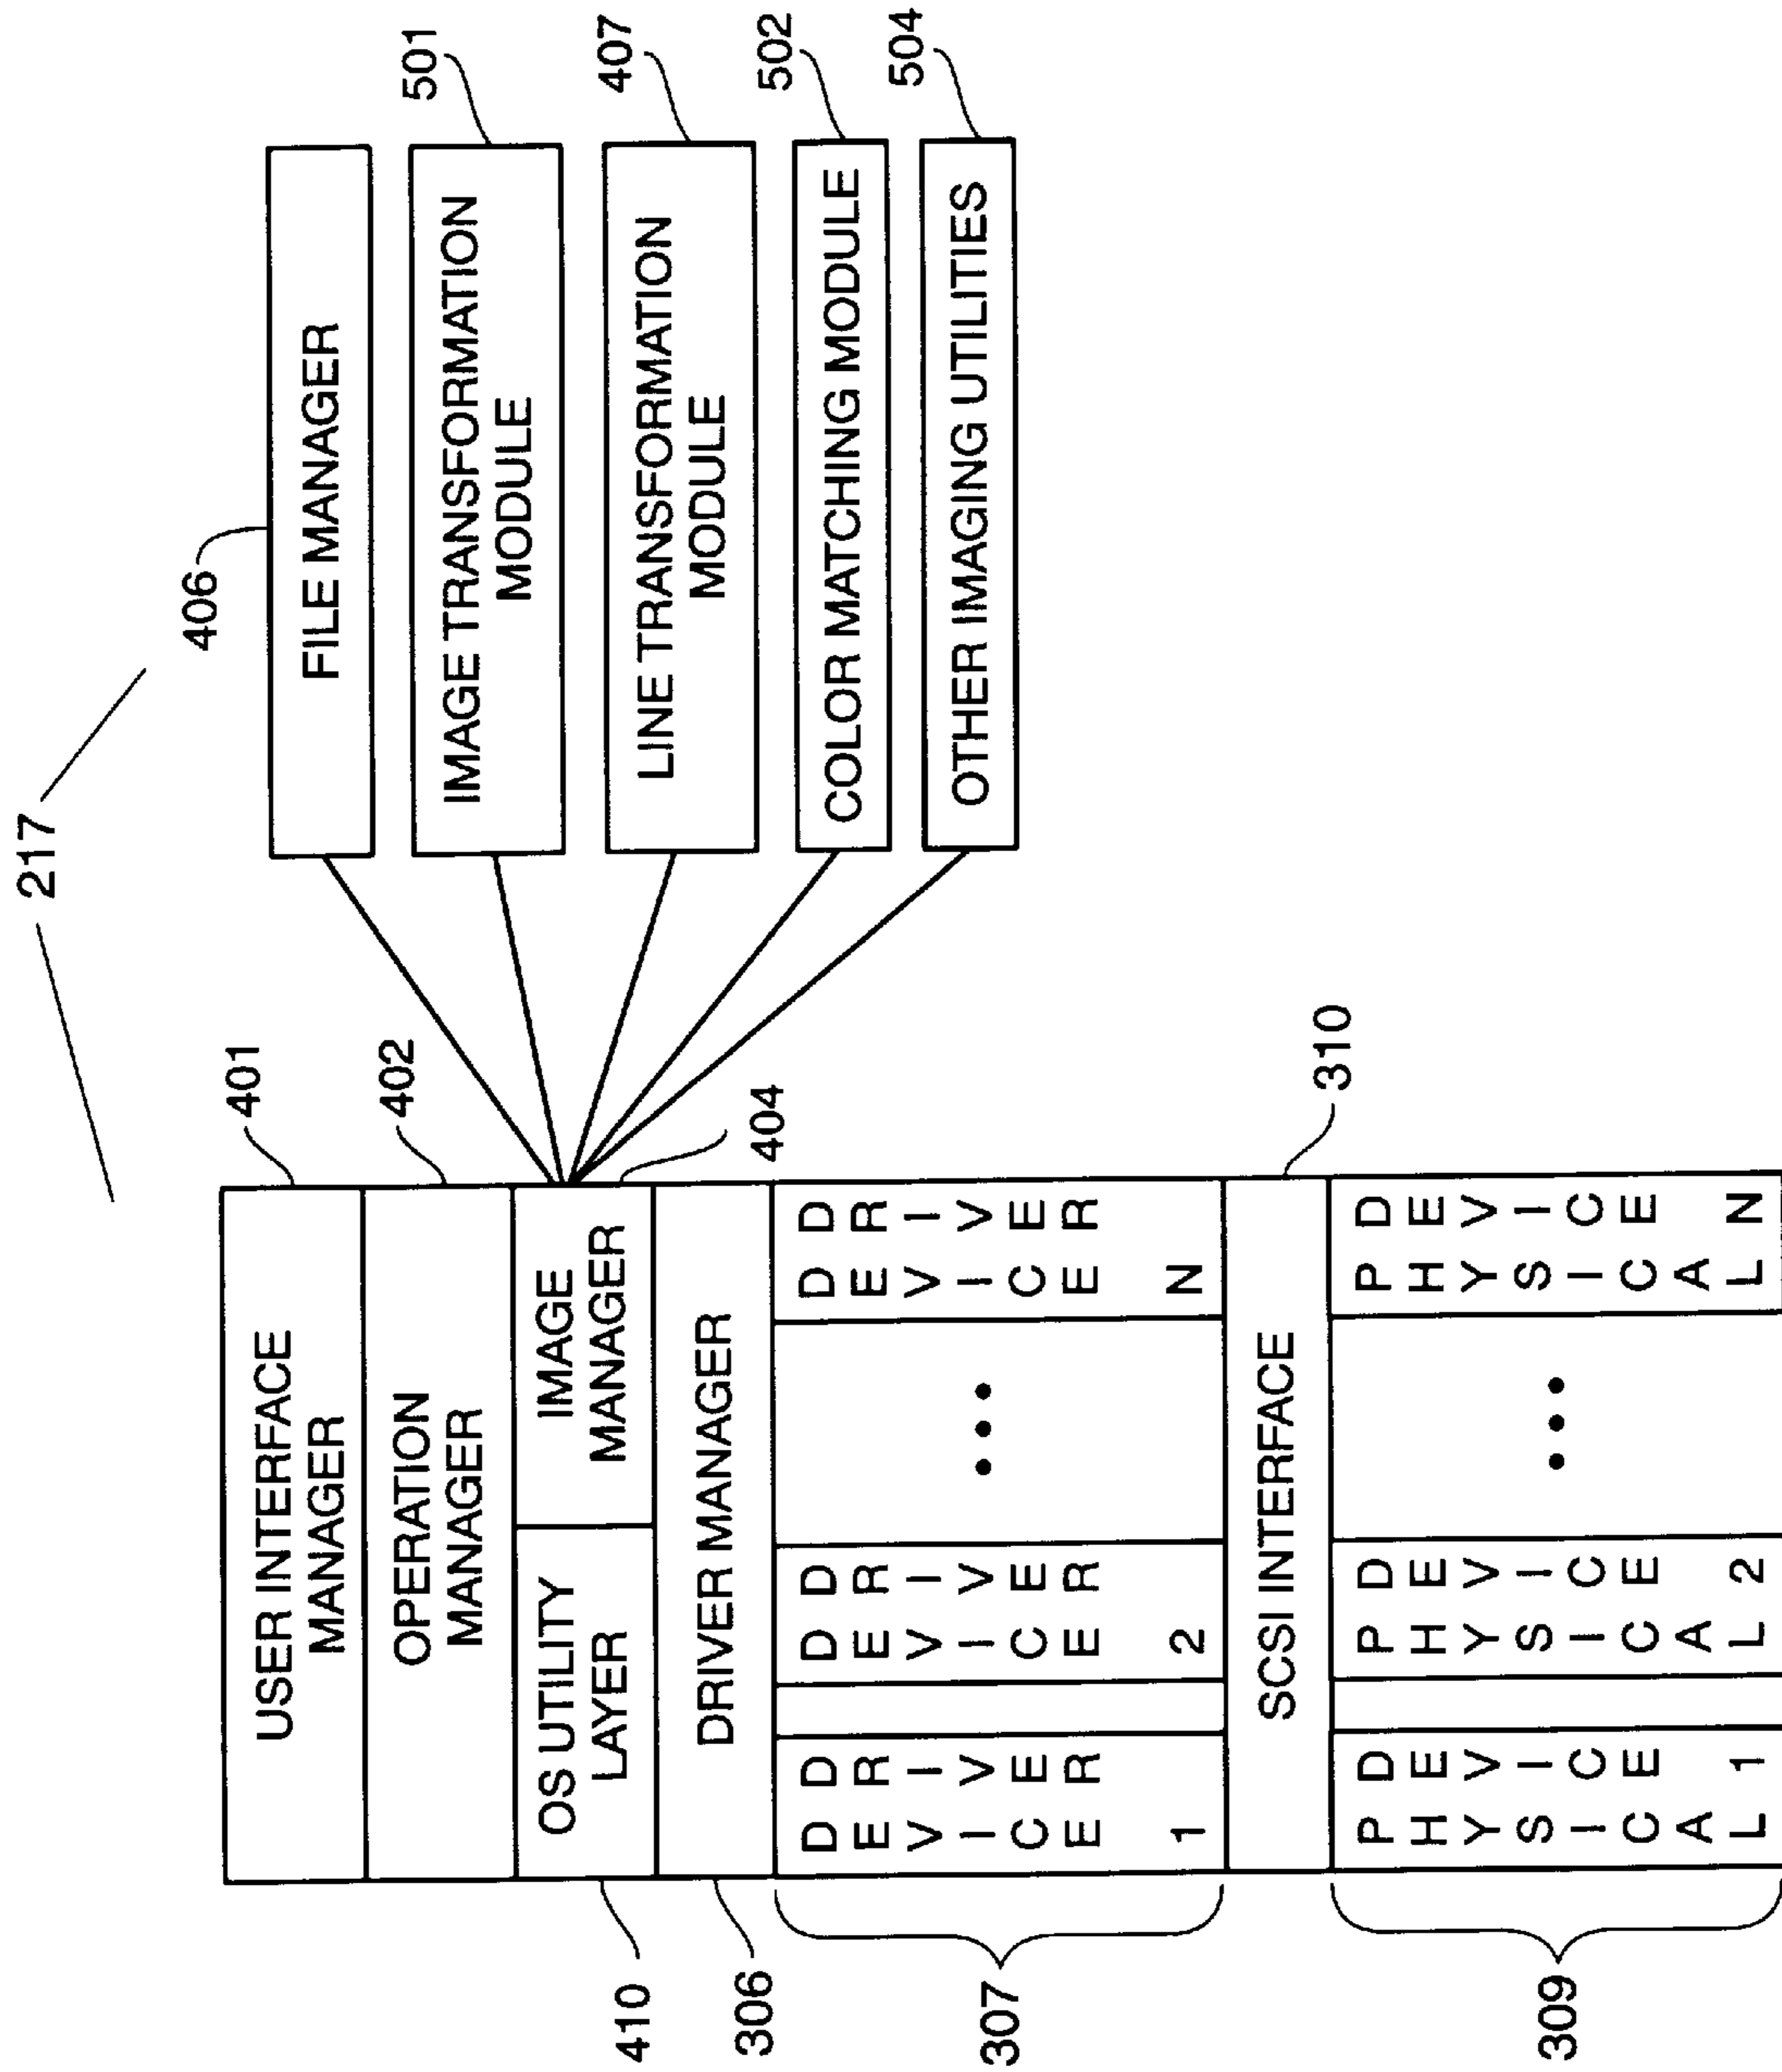 217
401
USER INTERFACE
MANAGER
402
OPERATION
MANAGER
410
OS UTILITY
LAYER
404
IMAGE
MANAGER
306
DRIVER MANAGER
307
DEVICE DRIVER 1
DEVICE DRIVER 2
•••
DEVICE DRIVER N
310
SCSI INTERFACE
309
PHYSICAL DEVICE 1
PHYSICAL DEVICE 2
•••
PHYSICAL DEVICE N
406
FILE MANAGER
501
IMAGE TRANSFORMATION
MODULE
407
LINE TRANSFORMATION
MODULE
502
COLOR MATCHING MODULE
504
OTHER IMAGING UTILITIES